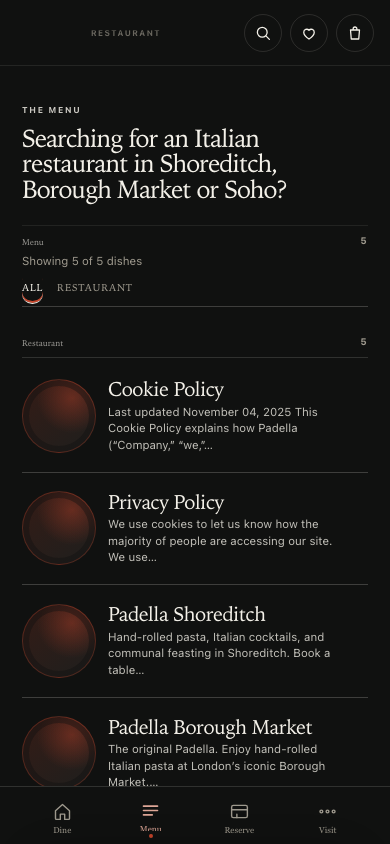 RESTAURANT
THE MENU
Searching for an Italian
restaurant in Shoreditch,
Borough Market or Soho?
Menu 5
Showing 5 of 5 dishes
ALL RESTAURANT
Restaurant 5
Cookie Policy
Last updated November 04, 2025 This
Cookie Policy explains how Padella
(“Company,” “we,”...
Privacy Policy
We use cookies to let us know how the
majority of people are accessing our site.
We use...
Padella Shoreditch
Hand-rolled pasta, Italian cocktails, and
communal feasting in Shoreditch. Book a
table...
Padella Borough Market
The original Padella. Enjoy hand-rolled
Italian pasta at London’s iconic Borough
Market....
Dine Menu Reserve Visit